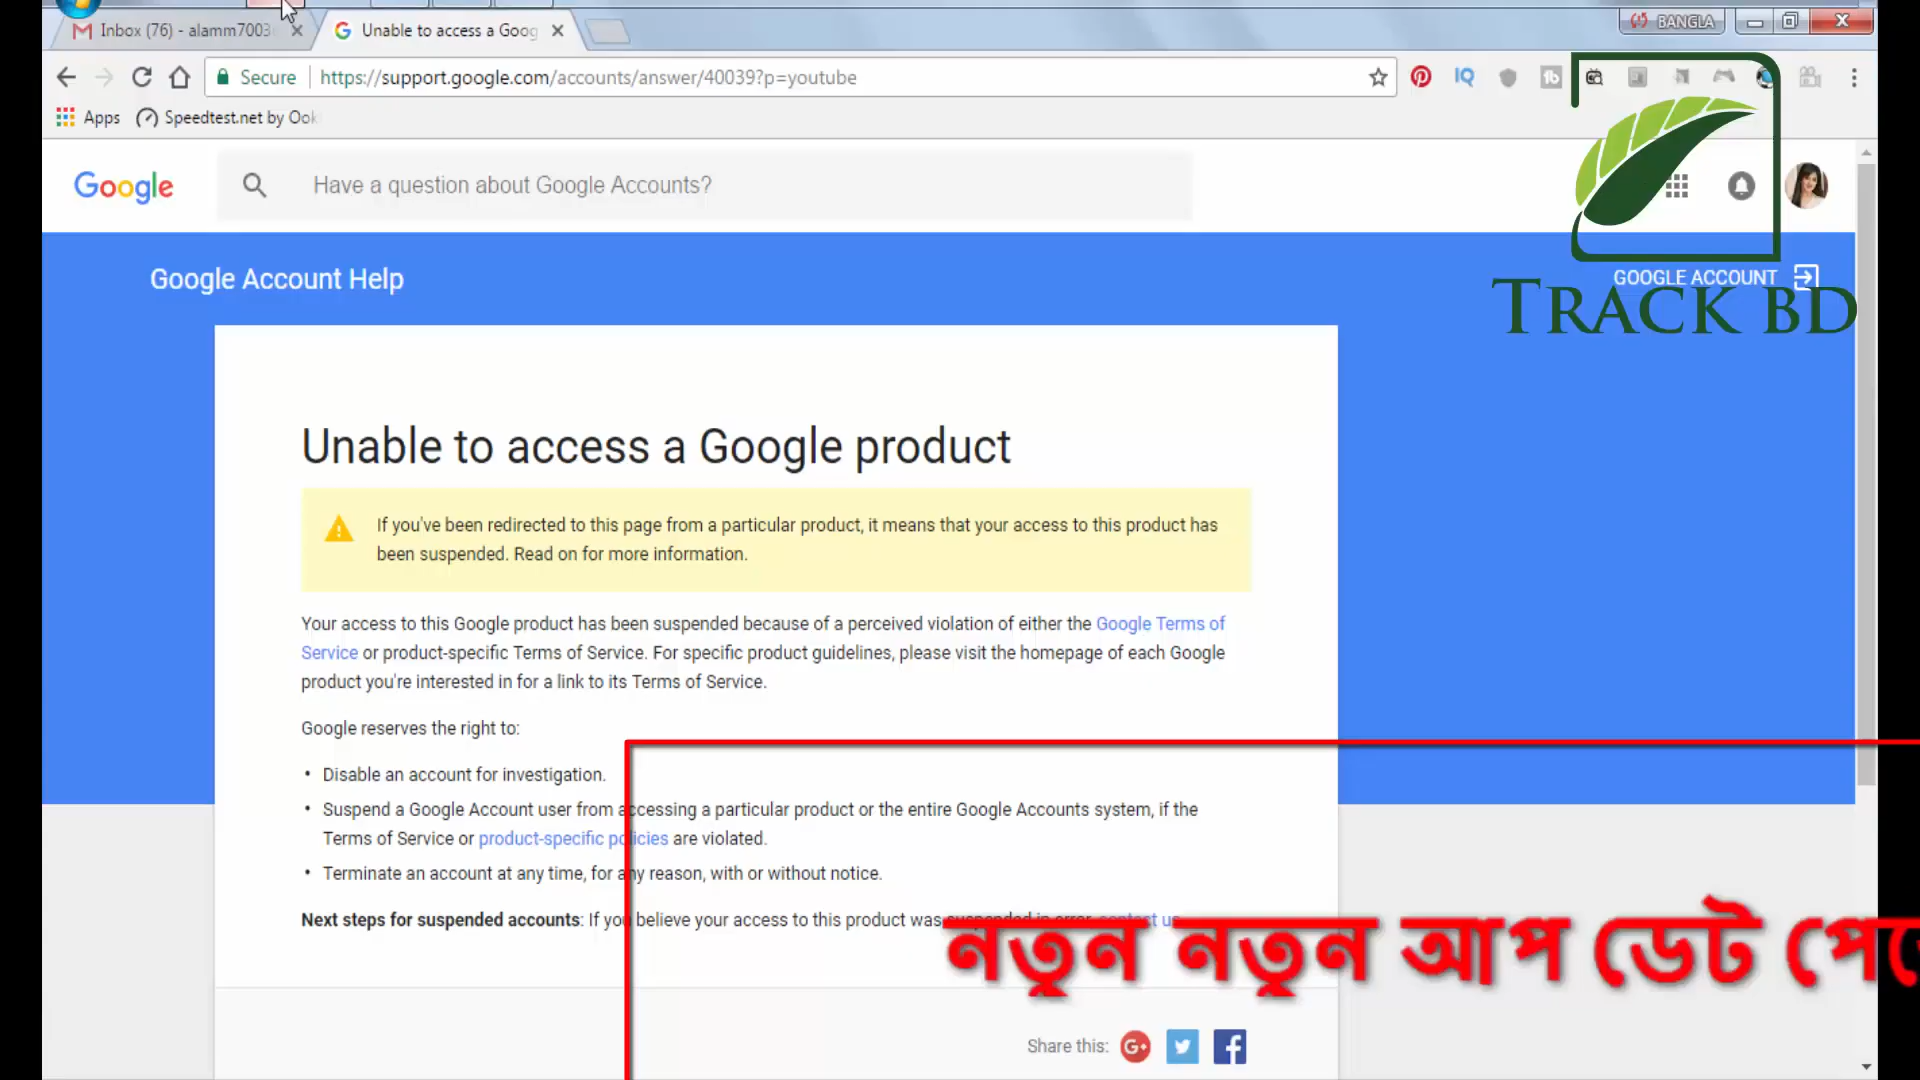 Inbox (76) - alamm7003
Unable to access a Goog
BANGLA
Secure
https://support.google.com/accounts/answer/40039?p=youtube
Apps
Speedtest.net by Ook
Google
Have a question about Google Accounts?
Google Account Help
GOOGLE ACCOUNT
TRACK BD
Unable to access a Google product
If you've been redirected to this page from a particular product, it means that your access to this product has
been suspended. Read on for more information.
Your access to this Google product has been suspended because of a perceived violation of either the Google Terms of
Service or product-specific Terms of Service. For specific product guidelines, please visit the homepage of each Google
product you're interested in for a link to its Terms of Service.
Google reserves the right to:
• Disable an account for investigation.
• Suspend a Google Account user from accessing a particular product or the entire Google Accounts system, if the
Terms of Service or product-specific policies are violated.
• Terminate an account at any time, for any reason, with or without notice.
Next steps for suspended accounts: If you believe your access to this product was suspended in error, contact us.
নতুন নতুন আপ ডেট
Share this: